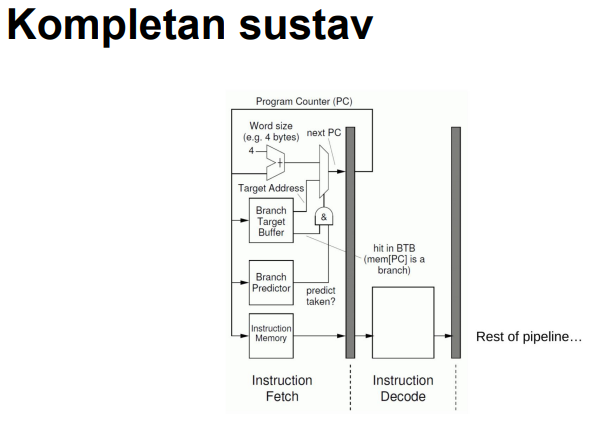 Kompletan sustav
Program Counter (PC)
Word size
(e.g. 4 bytes)
next PC
4
+
Target Address
Branch
Target
Buffer
&
hit in BTB
(mem[PC] is a
branch)
Branch
Predictor
predict
taken?
Instruction
Memory
Rest of pipeline…
Instruction
Fetch
Instruction
Decode